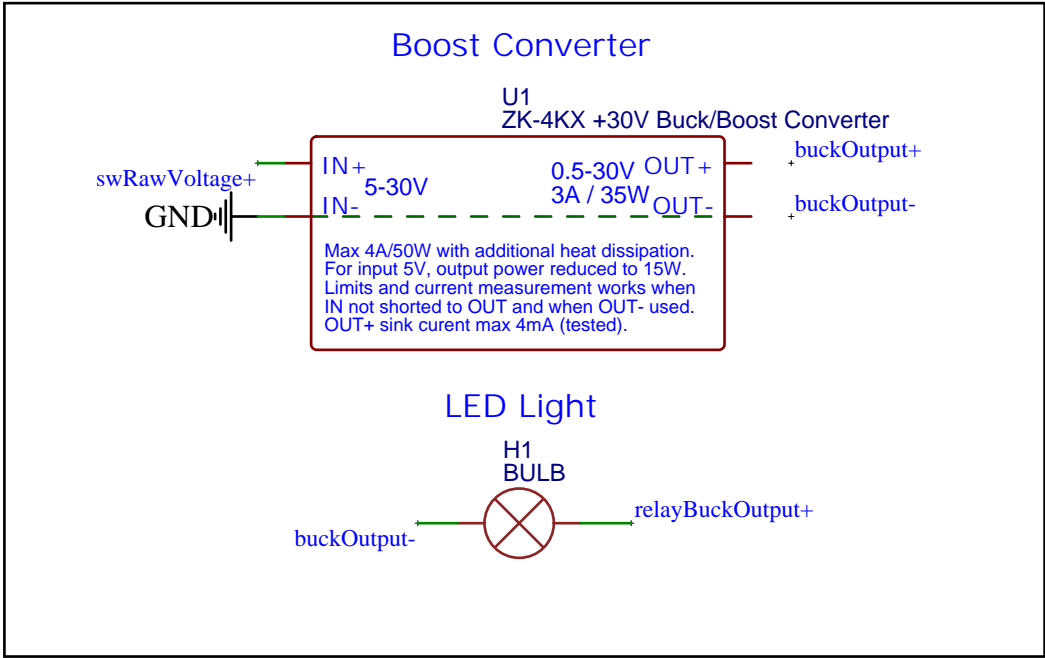 Boost Converter
U1
ZK-4KX +30V Buck/Boost Converter
swRawVoltage+
IN+
5-30V
0.5-30V
OUT+
buckOutput+
GND
IN-
3A / 35W
OUT-
buckOutput-
Max 4A/50W with additional heat dissipation.
For input 5V, output power reduced to 15W.
Limits and current measurement works when
IN not shorted to OUT and when OUT- used.
OUT+ sink curent max 4mA (tested).
LED Light
H1
BULB
buckOutput-
relayBuckOutput+